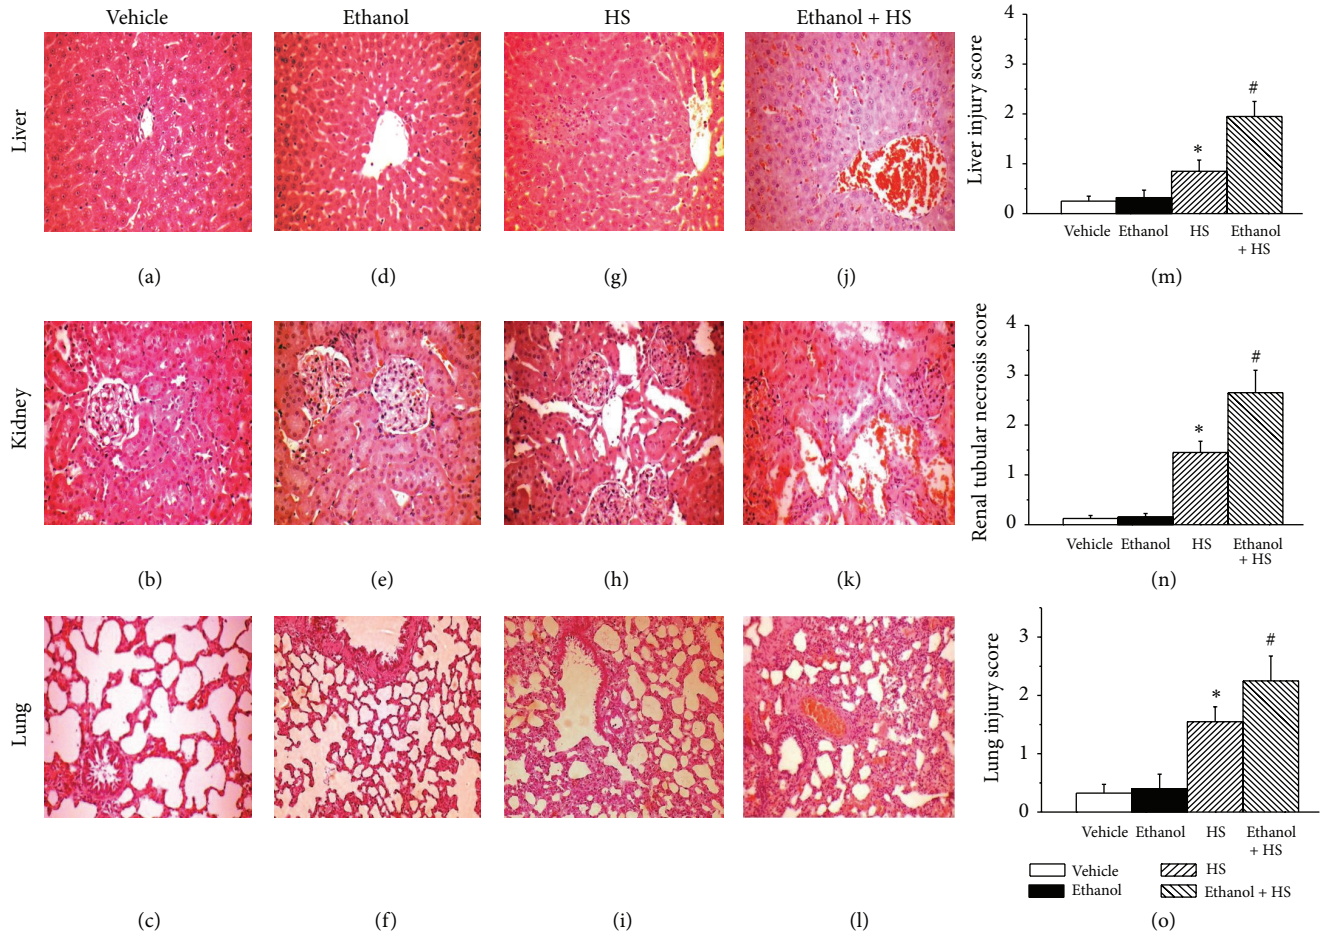 Vehicle
Ethanol
HS
Ethanol + HS
Liver
(a)
(d)
(g)
(j)
Liver injury score
4
3
2
1
0
*
#
Vehicle
Ethanol
HS
Ethanol
+ HS
(m)
Kidney
(b)
(e)
(h)
(k)
Renal tubular necrosis score
4
3
2
1
0
*
#
Vehicle
Ethanol
HS
Ethanol
+ HS
(n)
Lung
(c)
(f)
(i)
(l)
Lung injury score
3
2
1
0
*
#
Vehicle
Ethanol
HS
Ethanol
+ HS
Vehicle
HS
Ethanol
Ethanol + HS
(o)